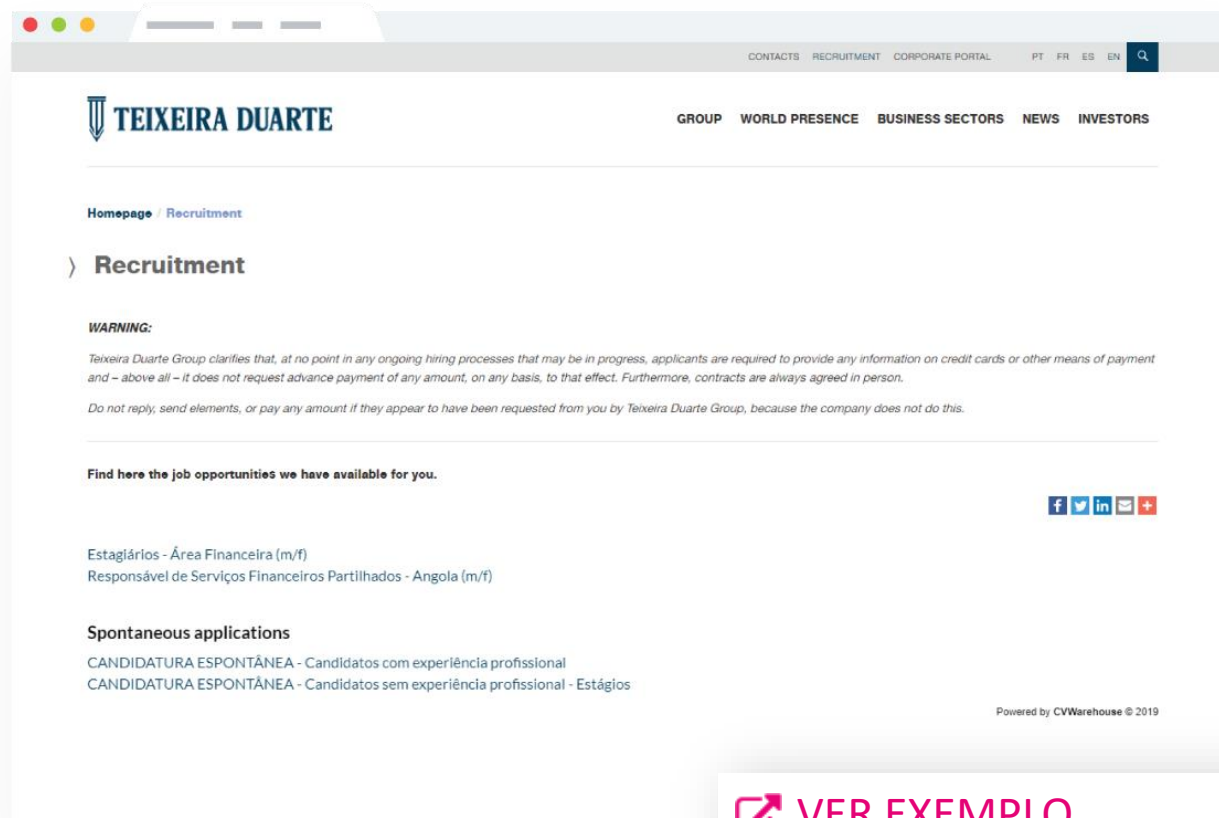 CONTACTS RECRUITMENT CORPORATE PORTAL PT FR ES EN
TEIXEIRA DUARTE
GROUP WORLD PRESENCE BUSINESS SECTORS NEWS INVESTORS
Homepage / Recruitment
〉 Recruitment
WARNING:
Teixeira Duarte Group clarifies that, at no point in any ongoing hiring processes that may be in progress, applicants are required to provide any information on credit cards or other means of payment
and – above all – it does not request advance payment of any amount, on any basis, to that effect. Furthermore, contracts are always agreed in person.
Do not reply, send elements, or pay any amount if they appear to have been requested from you by Teixeira Duarte Group, because the company does not do this.
Find here the job opportunities we have available for you.
Estagiários - Área Financeira (m/f)
Responsável de Serviços Financeiros Partilhados - Angola (m/f)
Spontaneous applications
CANDIDATURA ESPONTÂNEA - Candidatos com experiência profissional
CANDIDATURA ESPONTÂNEA - Candidatos sem experiência profissional - Estágios
Powered by CVWarehouse © 2019
VER EXEMPLO